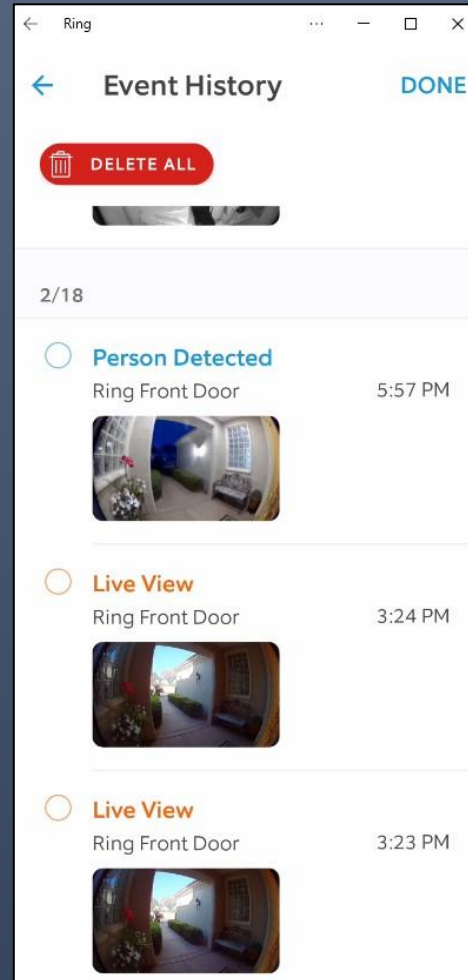 Ring
Event History DONE
DELETE ALL
2/18
Person Detected
Ring Front Door 5:57 PM
Live View
Ring Front Door 3:24 PM
Live View
Ring Front Door 3:23 PM